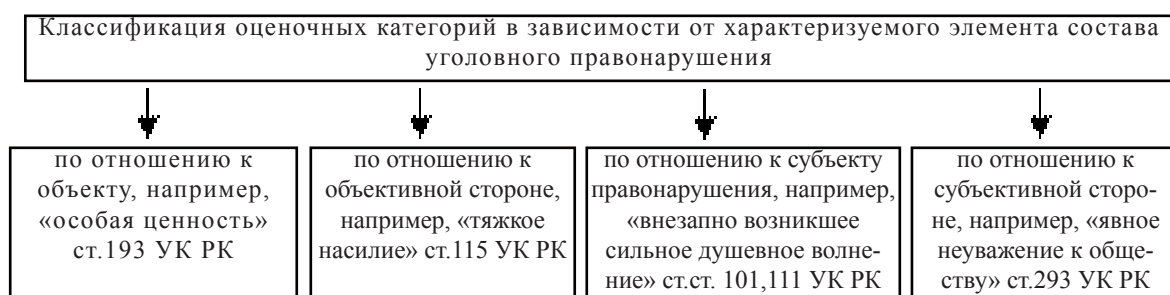 Классификация оценочных категорий в зависимости от характеризуемого элемента состава
уголовного правонарушения
по отношению к
объекту, например,
«особая ценность»
ст.193 УК РК
по отношению к
объективной стороне,
например, «тяжкое
насилие» ст.115 УК РК
по отношению к субъекту
правонарушения, например,
«внезапно возникшее
сильное душевное волне-
ние» ст.ст. 101,111 УК РК
по отношению к
субъективной сторо-
не, например, «явное
неуважение к обще-
ству» ст.293 УК РК